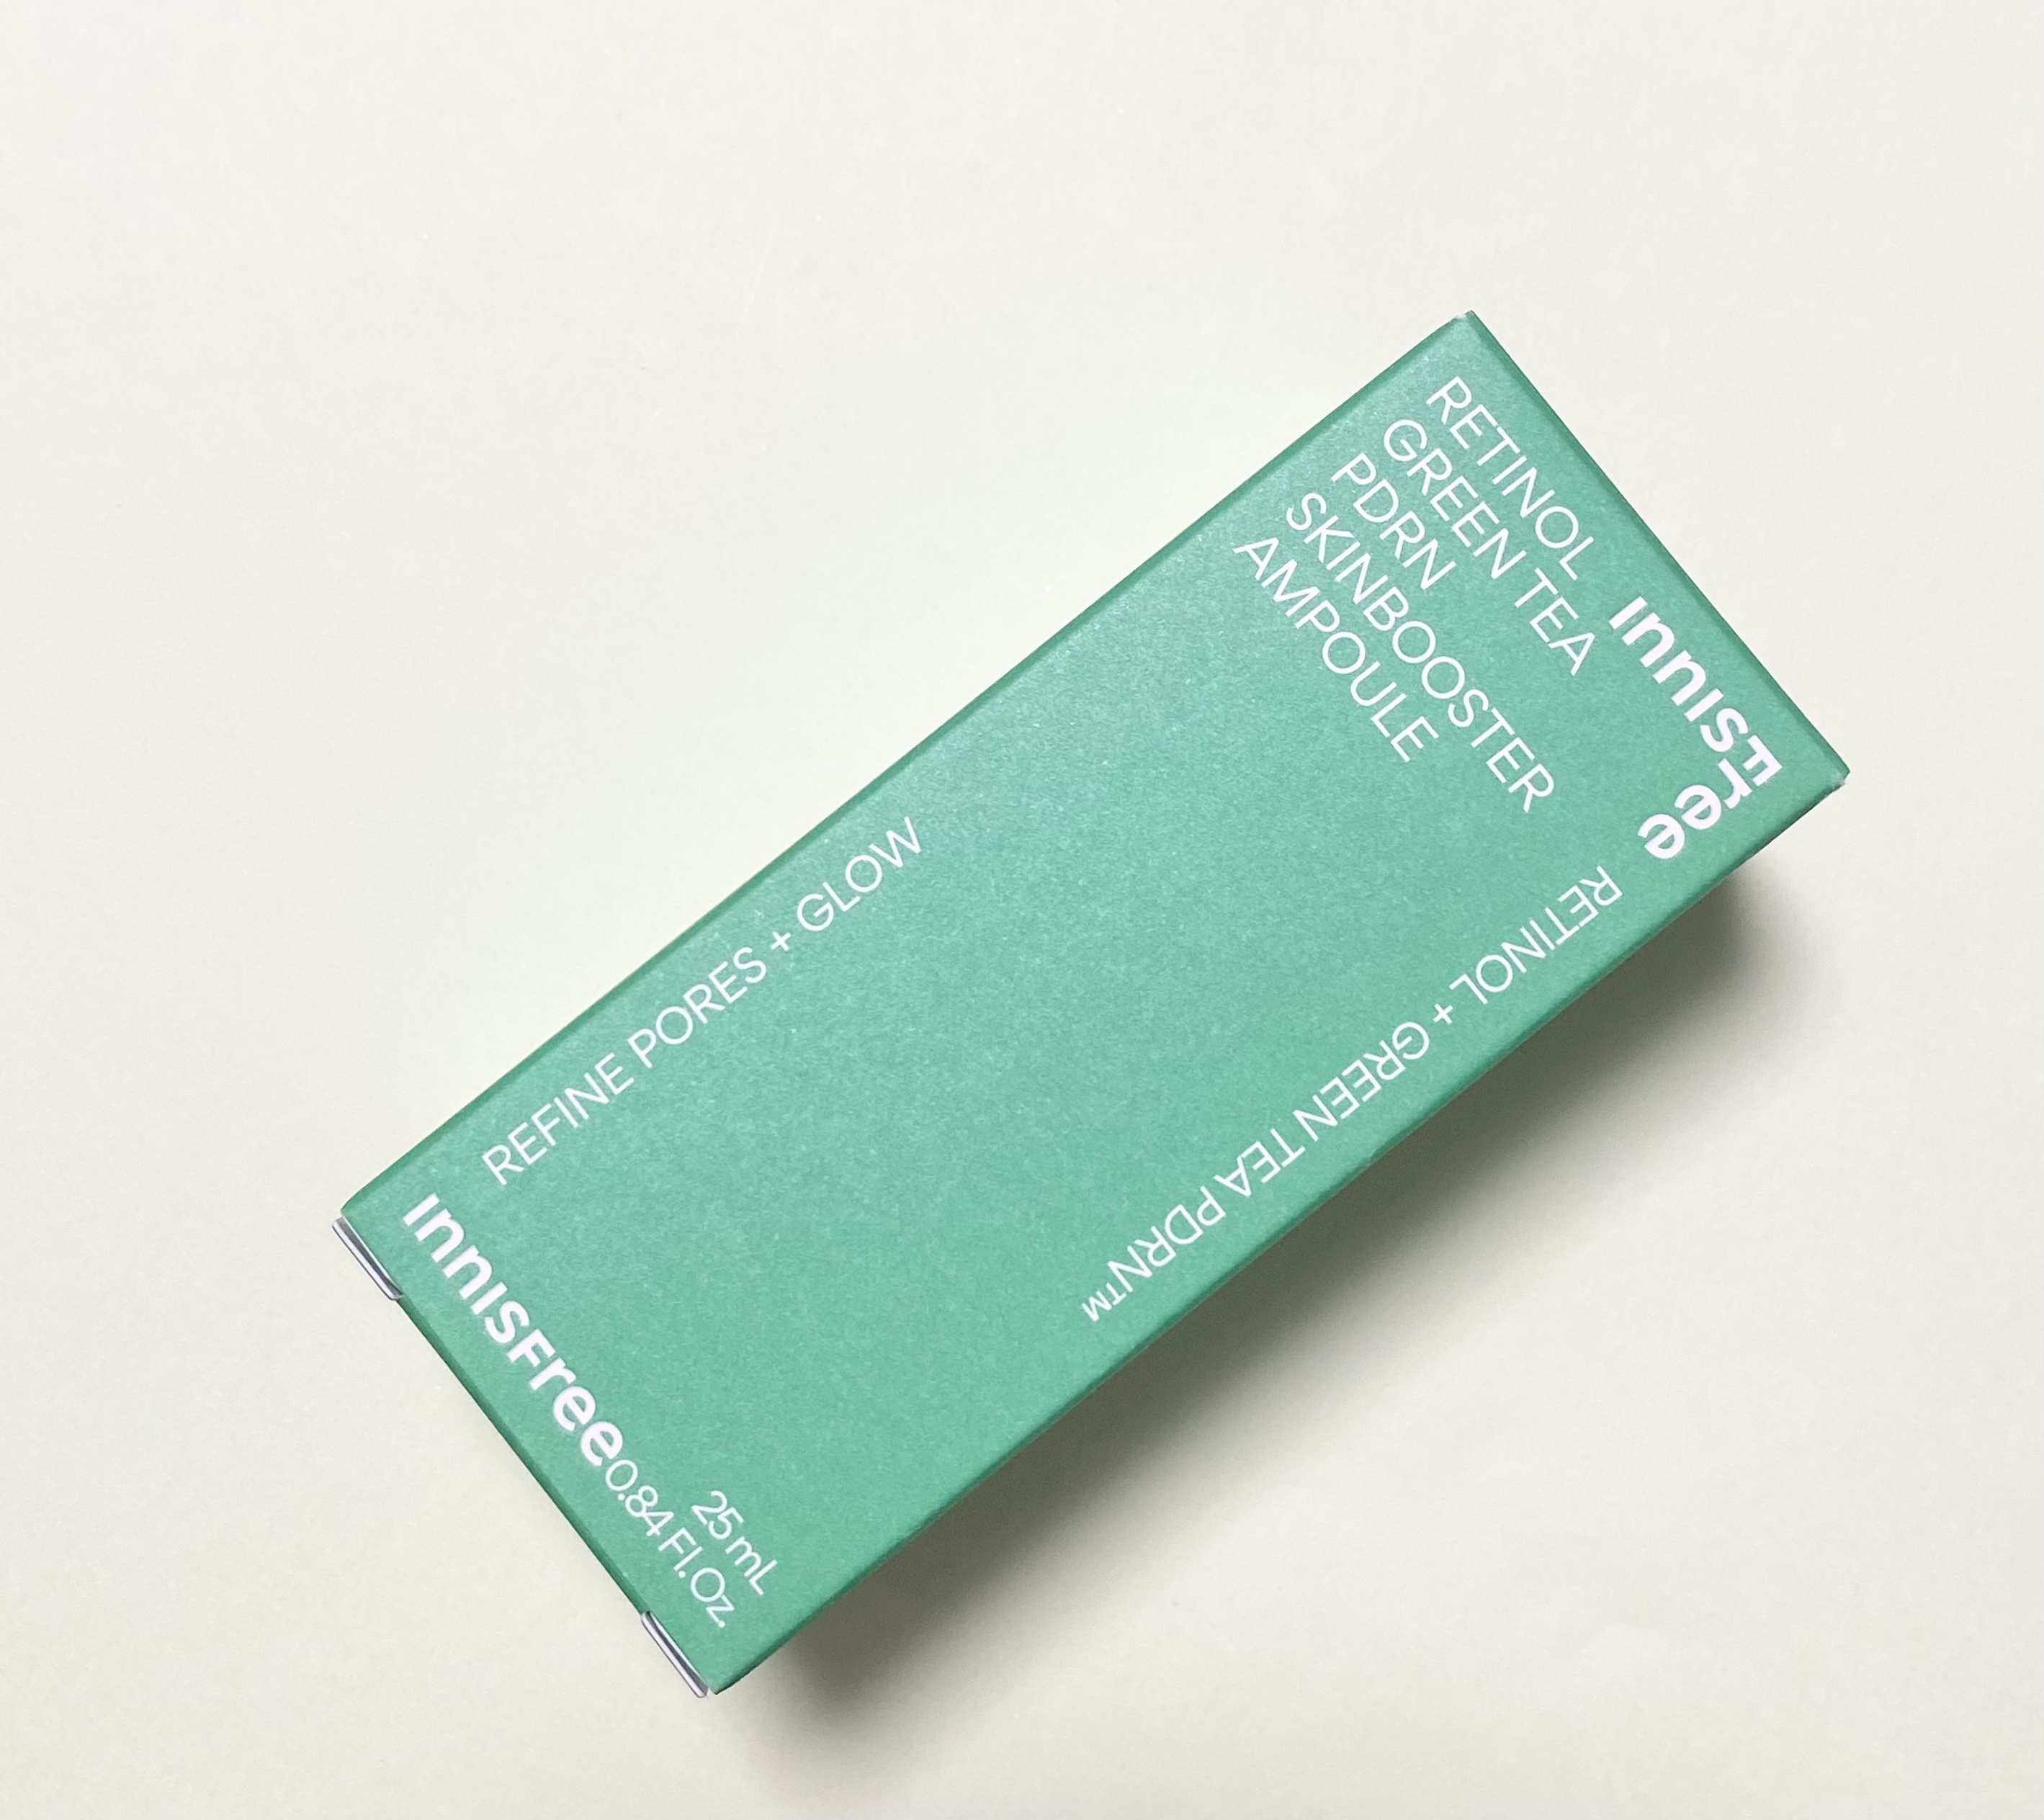 RETINOL
GREEN TEA
PDRN
SKINBOOSTER
AMPOULE
InnisFree
RETINOL + GREEN TEA PDRN™
REFINE PORES + GLOW
InnisFree
25 mL
0.84 Fl.Oz.